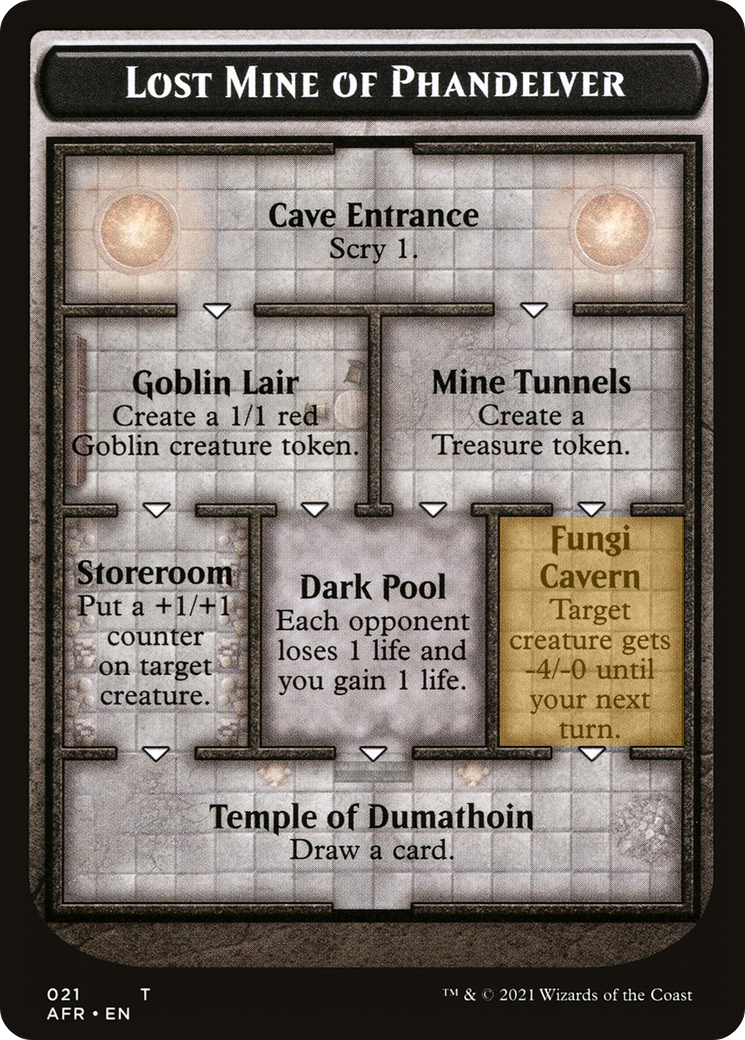 Lost Mine of Phandelver
Cave Entrance
Scry 1.
Goblin Lair
Create a 1/1 red
Goblin creature token.
Mine Tunnels
Create a
Treasure token.
Storeroom
Put a +1/+1
counter
on target
creature.
Dark Pool
Each opponent
loses 1 life and
you gain 1 life.
Fungi
Cavern
Target
creature gets
-4/-0 until
your next
turn.
Temple of Dumathoin
Draw a card.
021 T
AFR • EN
™ & © 2021 Wizards of the Coast